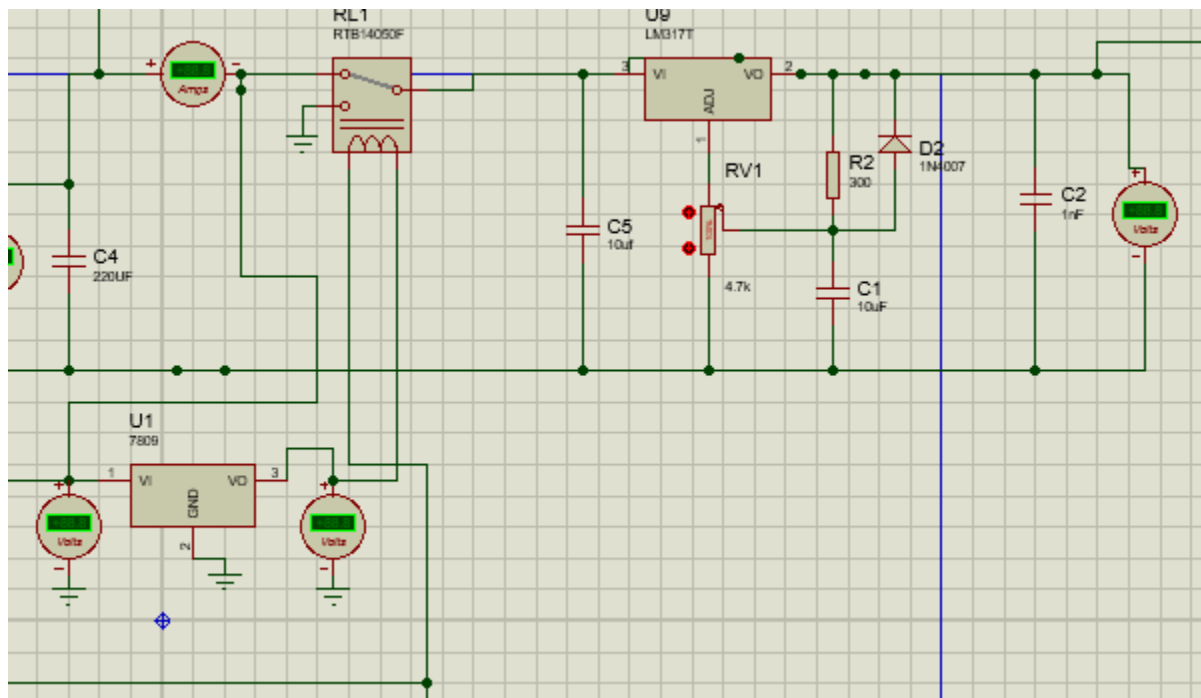 RL1
RTB14050F
U9
LM317T
+
−
Amps
3
VI
VO
2
ADJ
1
RV1
R2
300
D2
1N4007
C5
10uf
4.7k
C1
10uF
C2
1nF
+
Volts
−
C4
220UF
U1
7809
1
VI
VO
3
GND
2
+
Volts
−
+
Volts
−